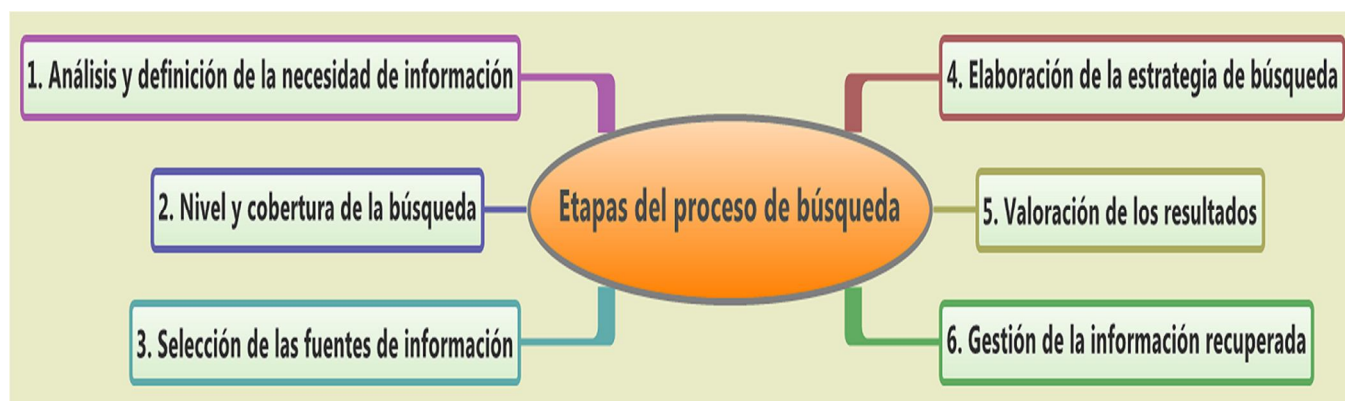 1. Análisis y definición de la necesidad de información
2. Nivel y cobertura de la búsqueda
3. Selección de las fuentes de información
Etapas del proceso de búsqueda
4. Elaboración de la estrategia de búsqueda
5. Valoración de los resultados
6. Gestión de la información recuperada